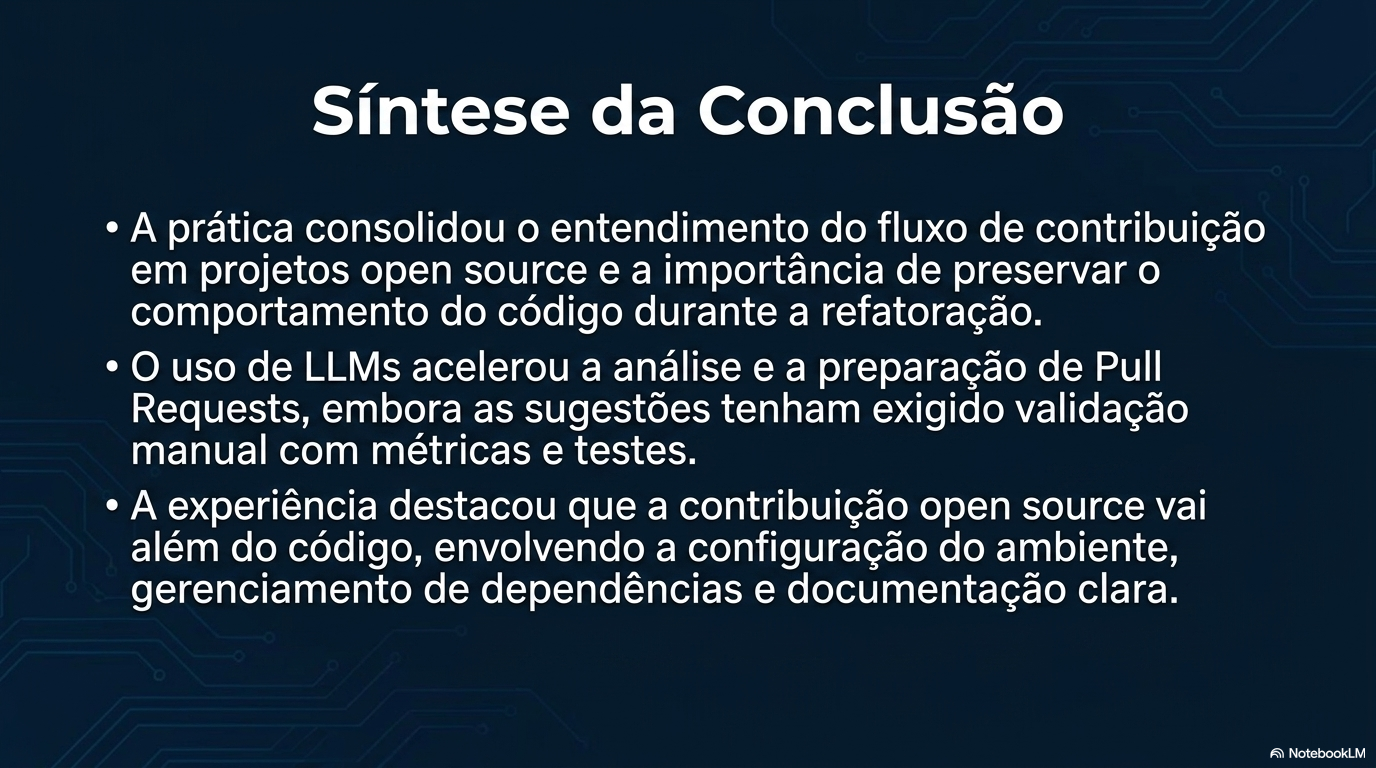 Síntese da Conclusão
• A prática consolidou o entendimento do fluxo de contribuição
em projetos open source e a importância de preservar o
comportamento do código durante a refatoração.
• O uso de LLMs acelerou a análise e a preparação de Pull
Requests, embora as sugestões tenham exigido validação
manual com métricas e testes.
• A experiência destacou que a contribuição open source vai
além do código, envolvendo a configuração do ambiente,
gerenciamento de dependências e documentação clara.
NotebookLM